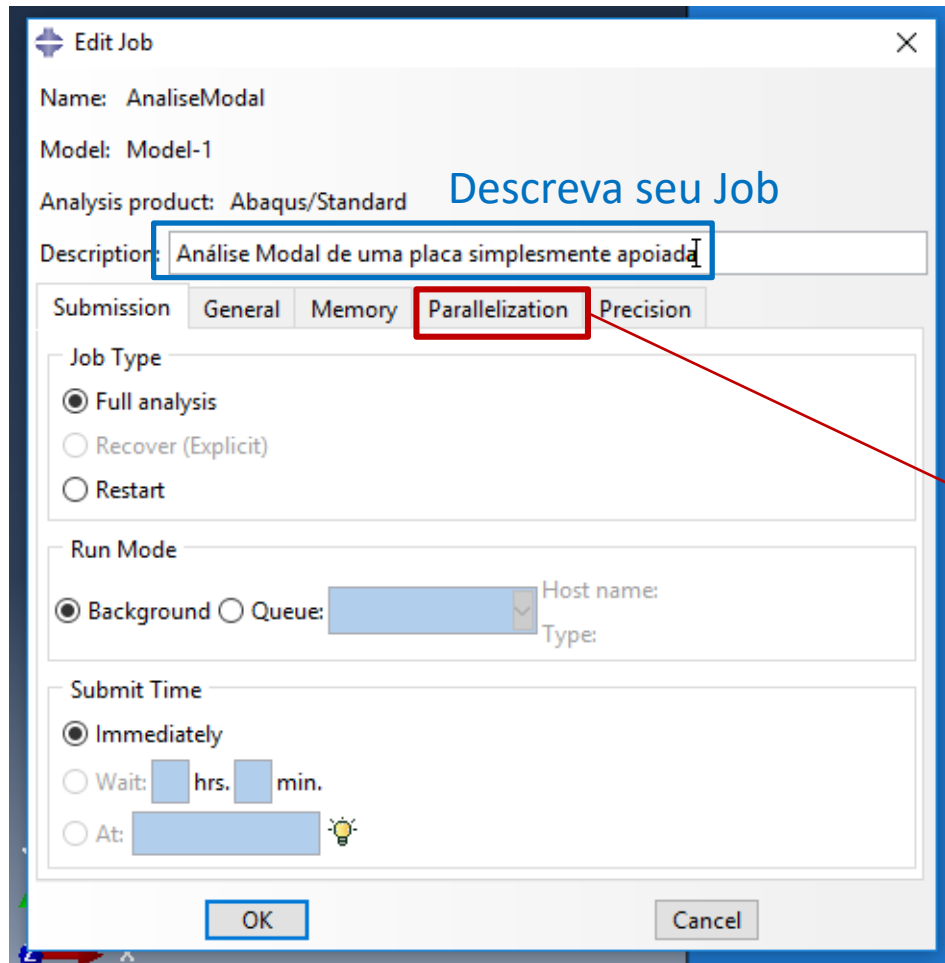 Edit Job
Name: AnaliseModal
Model: Model-1
Analysis product: Abaqus/Standard
Descreva seu Job
Description: Análise Modal de uma placa simplesmente apoiada
Submission General Memory Parallelization Precision
Job Type
Full analysis
Recover (Explicit)
Restart
Run Mode
Background Queue: Host name:
Type:
Submit Time
Immediately
Wait: hrs. min.
At:
OK Cancel
Z X